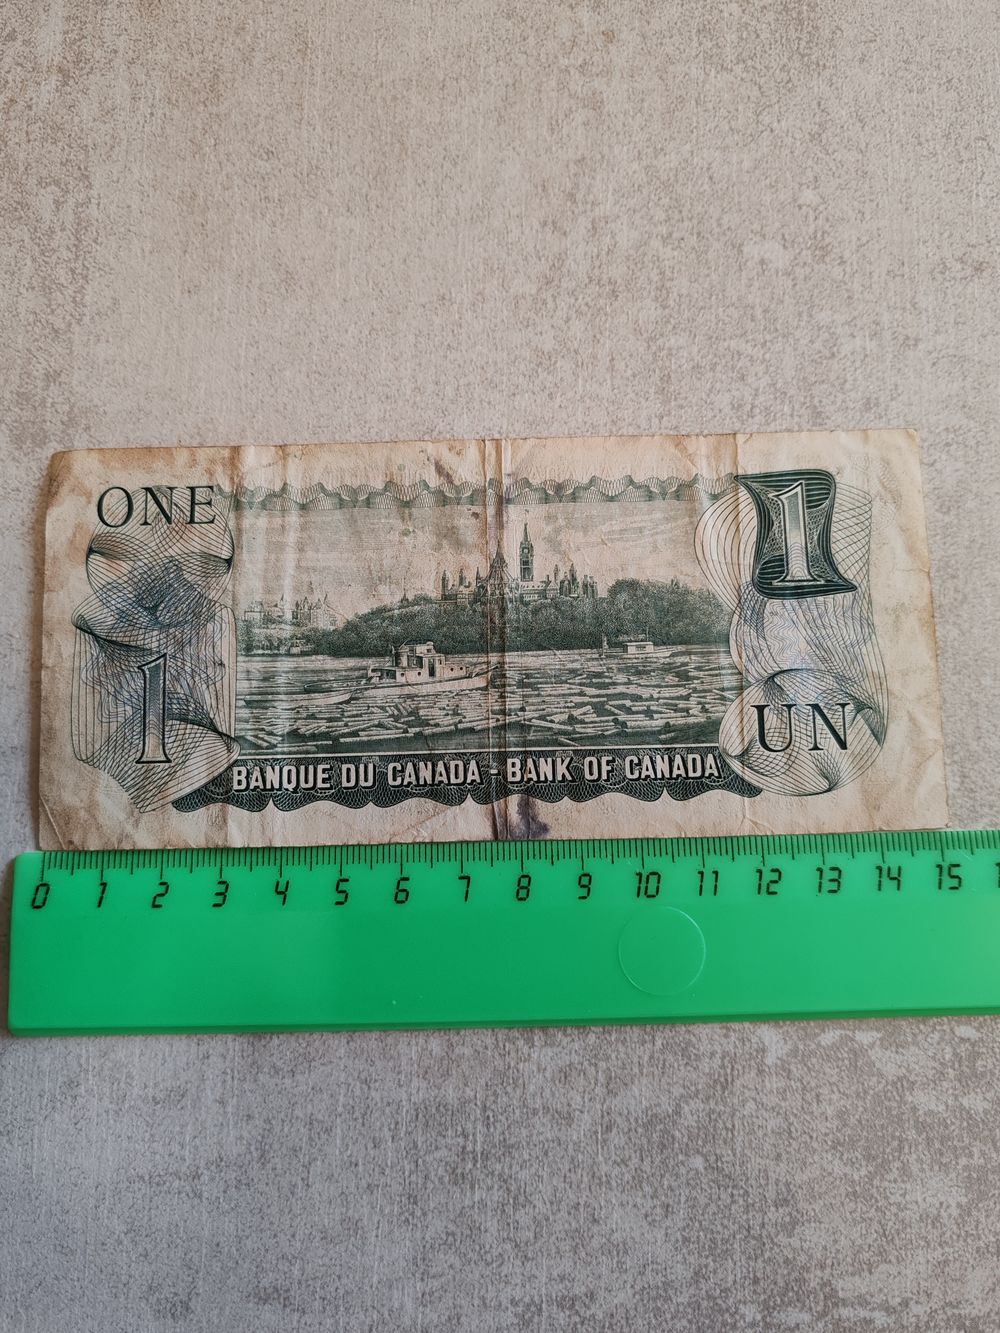 ONE
1
1
UN
BANQUE DU CANADA - BANK OF CANADA
0 1 2 3 4 5 6 7 8 9 10 11 12 13 14 15